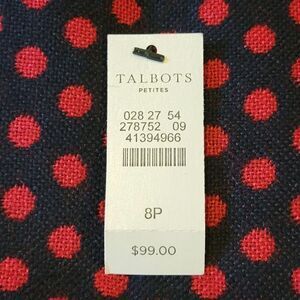 TALBOTS
PETITES
028 27 54
278752 09
41394966
8P
$99.00